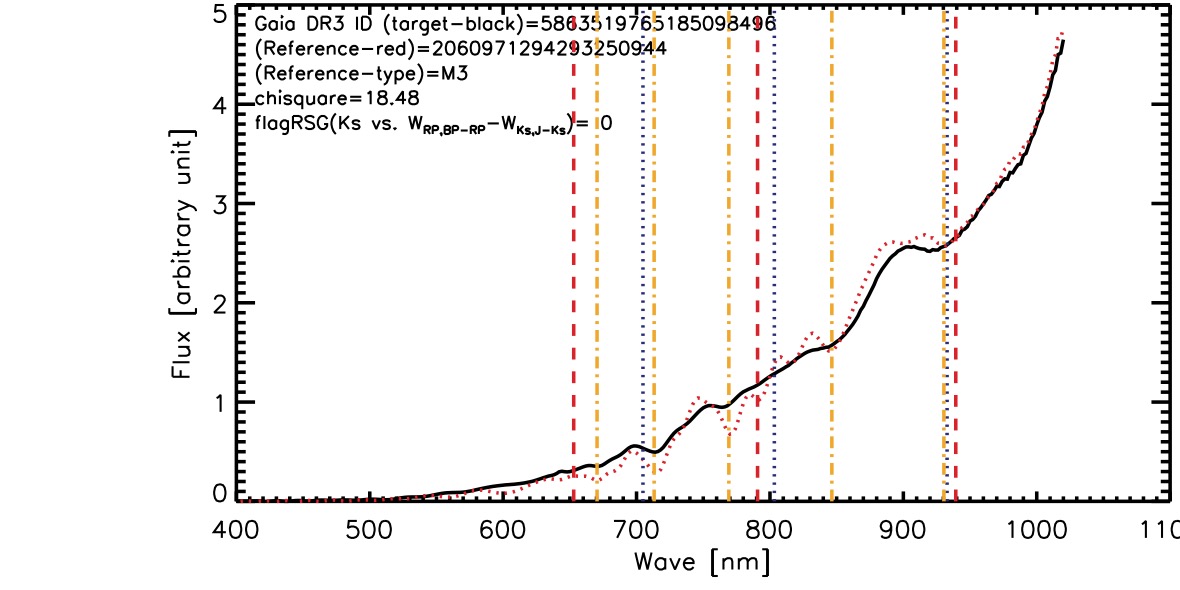 Gaia DR3 ID (target-black)=5863519765185098496
(Reference-red)=2060971294293250944
(Reference-type)=M3
chisquare=18.48
flagRSG(Ks vs. WRP,BP-RP-WKs,J-Ks)= 0
5
4
3
2
1
0
Flux [arbitrary unit]
400 500 600 700 800 900 1000 110
Wave [nm]